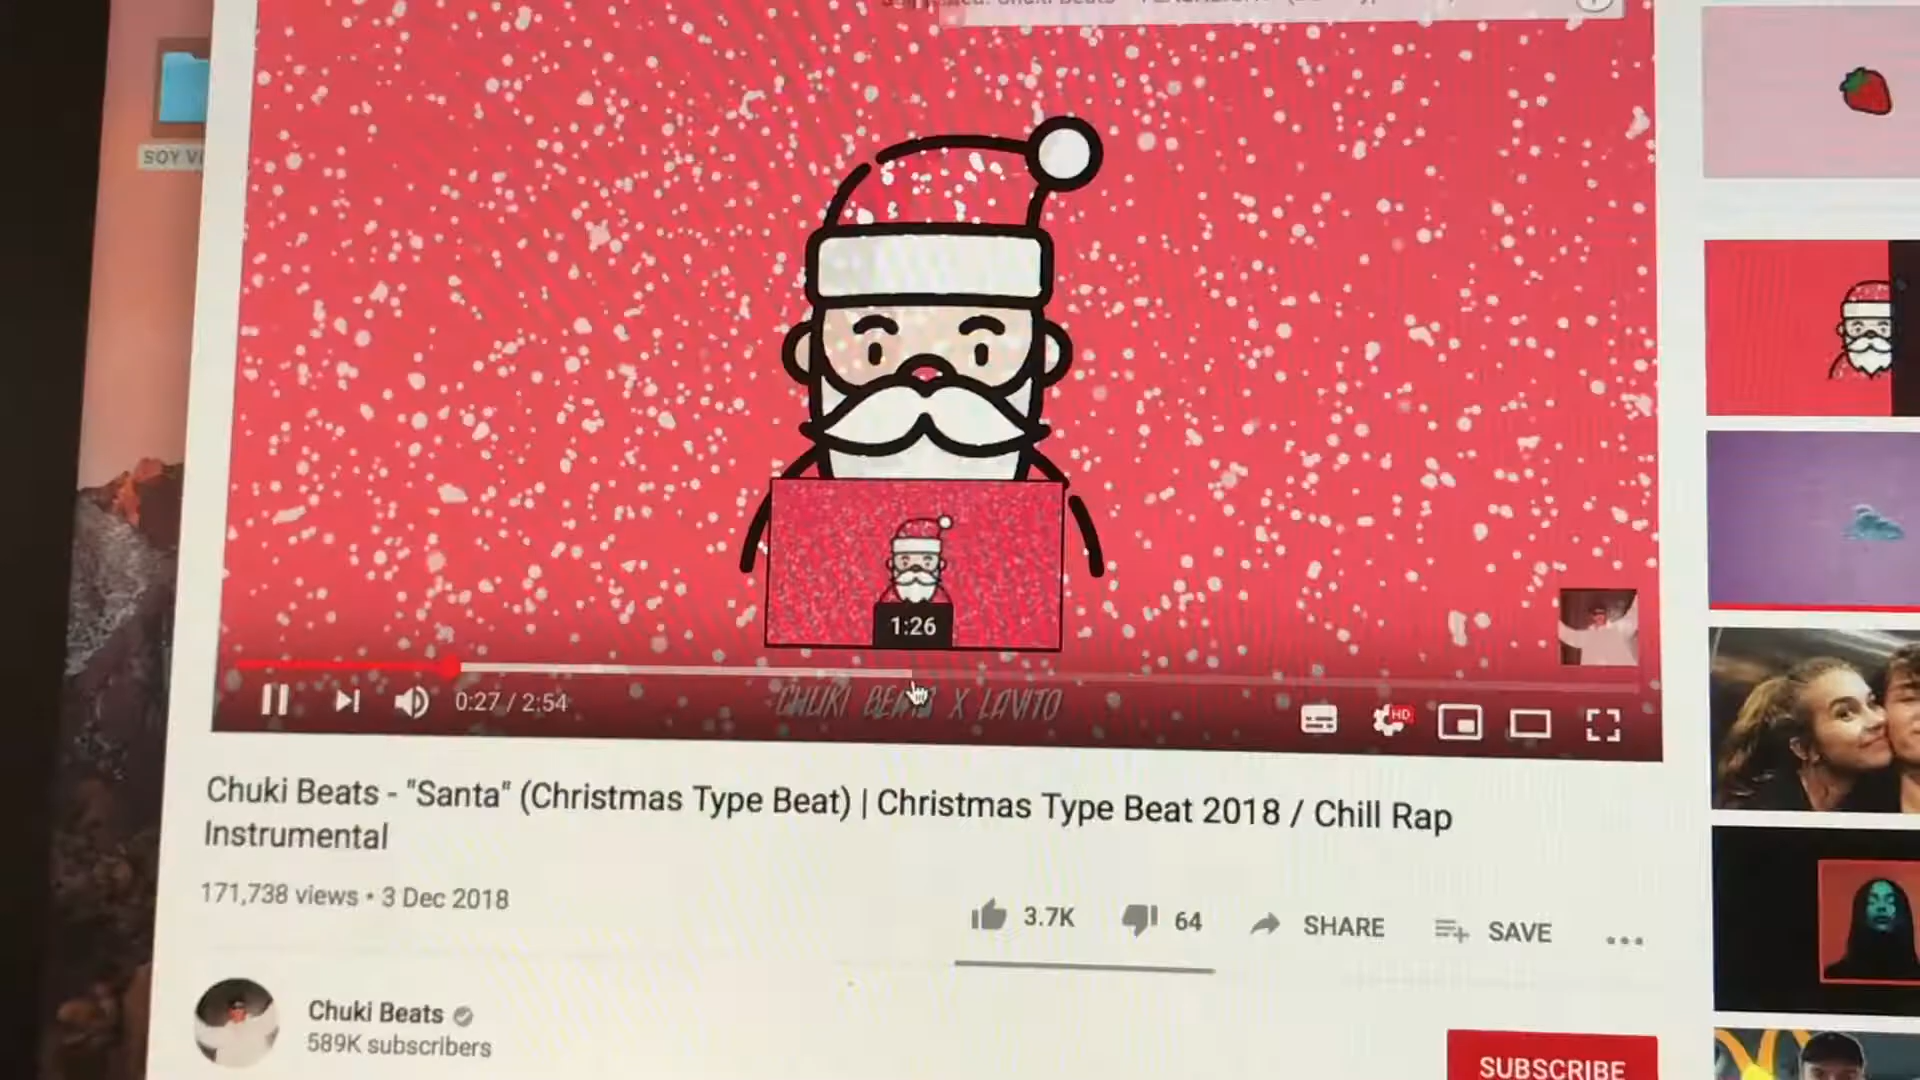 SOY
1:26
0:27 / 2:54
CHUKI BEATS X LAVITO
HD
Chuki Beats - "Santa" (Christmas Type Beat) | Christmas Type Beat 2018 / Chill Rap
Instrumental
171,738 views • 3 Dec 2018
3.7K
64
SHARE
SAVE
Chuki Beats
589K subscribers
SUBSCRIBE